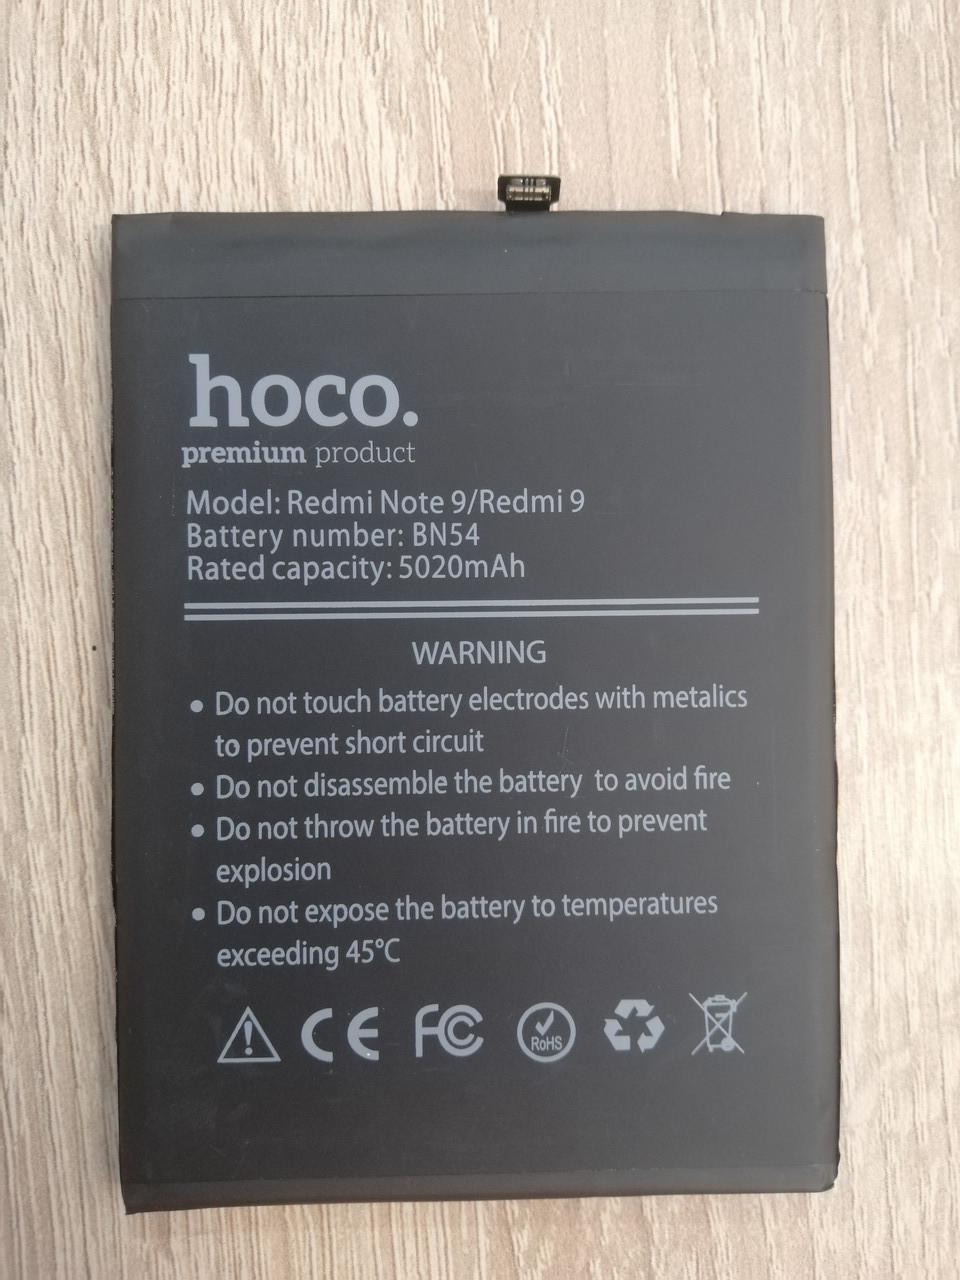 hoco.
premium product
Model: Redmi Note 9/Redmi 9
Battery number: BN54
Rated capacity: 5020mAh
WARNING
• Do not touch battery electrodes with metalics
to prevent short circuit
• Do not disassemble the battery to avoid fire
• Do not throw the battery in fire to prevent
explosion
• Do not expose the battery to temperatures
exceeding 45°C
CE FC RoHS